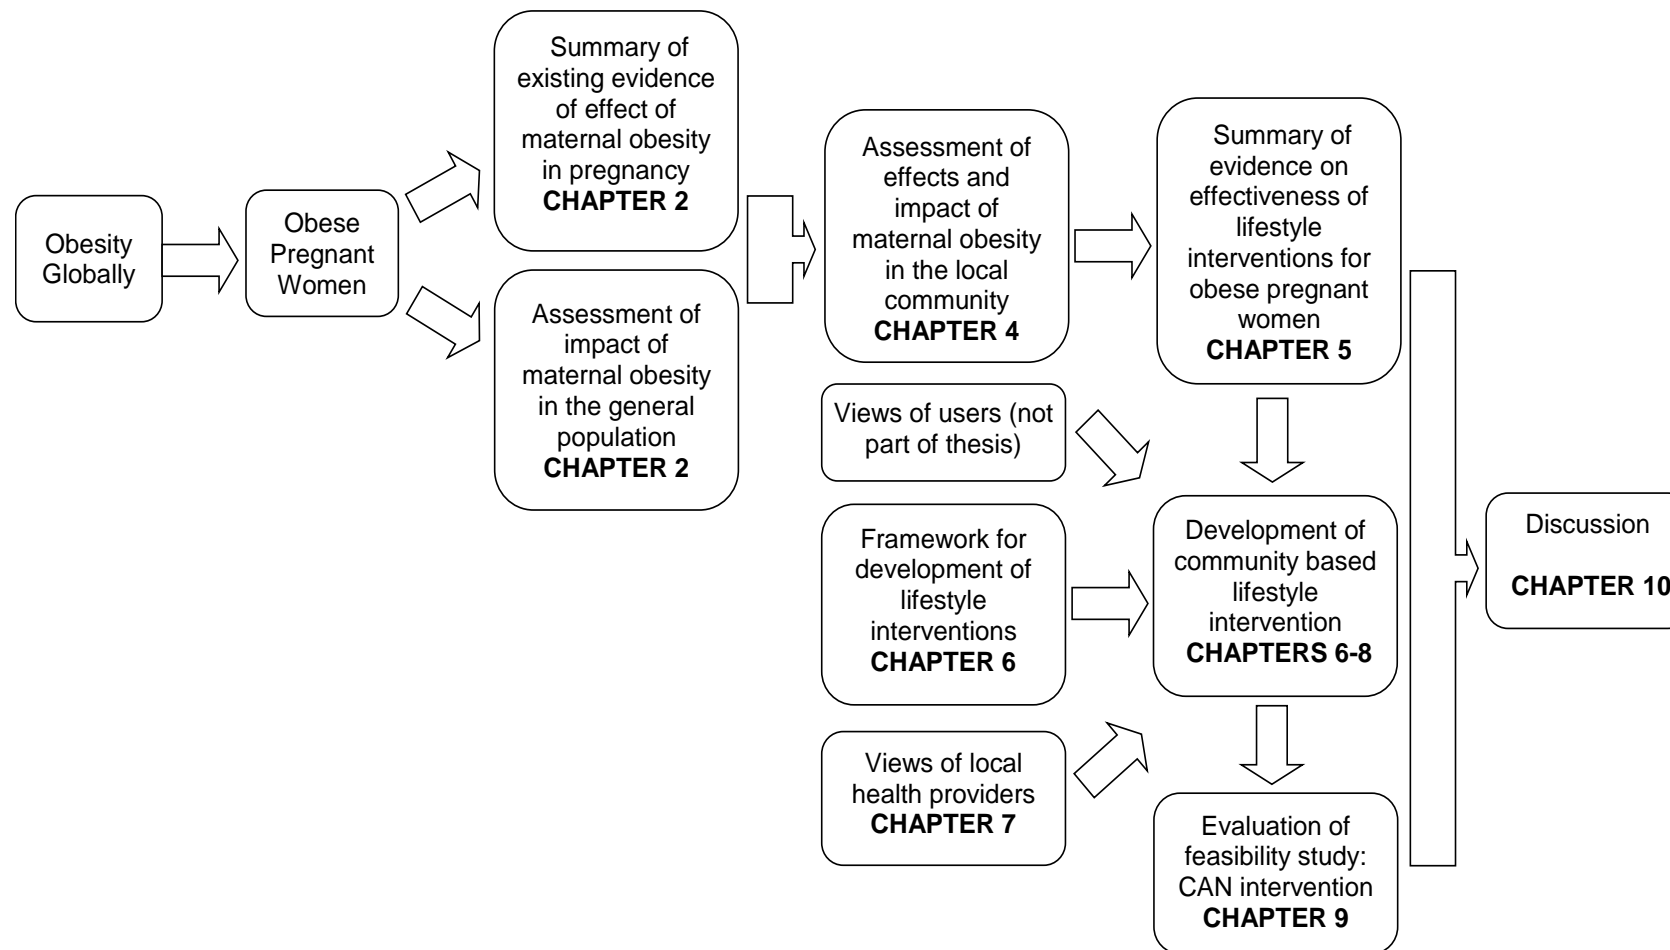 Obesity
Globally
Obese
Pregnant
Women
Summary of
existing evidence
of effect of
maternal obesity
in pregnancy
CHAPTER 2
Assessment of
impact of
maternal obesity
in the general
population
CHAPTER 2
Assessment of
effects and
impact of
maternal obesity
in the local
community
CHAPTER 4
Summary of
evidence on
effectiveness of
lifestyle
interventions for
obese pregnant
women
CHAPTER 5
Views of users (not
part of thesis)
Framework for
development of
lifestyle
interventions
CHAPTER 6
Views of local
health providers
CHAPTER 7
Development of
community based
lifestyle
intervention
CHAPTERS 6-8
Evaluation of
feasibility study:
CAN intervention
CHAPTER 9
Discussion
CHAPTER 10